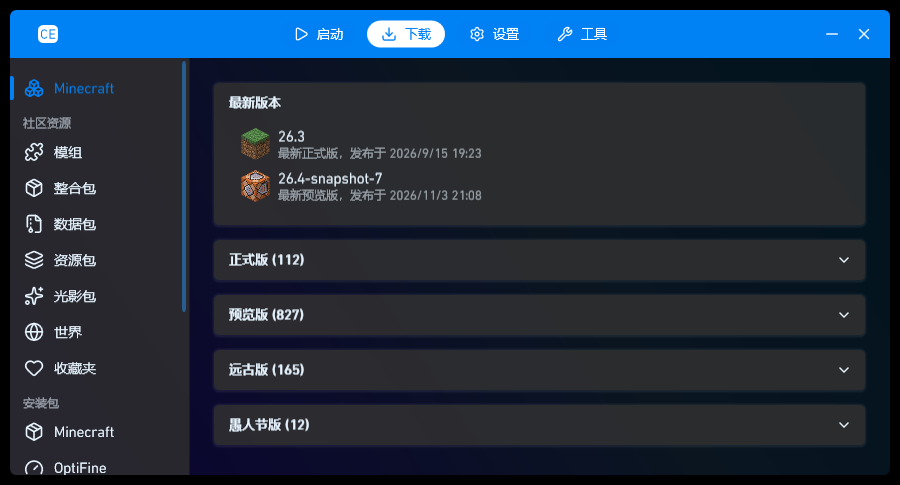 CE
启动
下载
设置
工具
Minecraft
社区资源
模组
整合包
数据包
资源包
光影包
世界
收藏夹
安装包
Minecraft
OptiFine
最新版本
26.3
最新正式版，发布于 2026/9/15 19:23
26.4-snapshot-7
最新预览版，发布于 2026/11/3 21:08
正式版 (112)
预览版 (827)
远古版 (165)
愚人节版 (12)